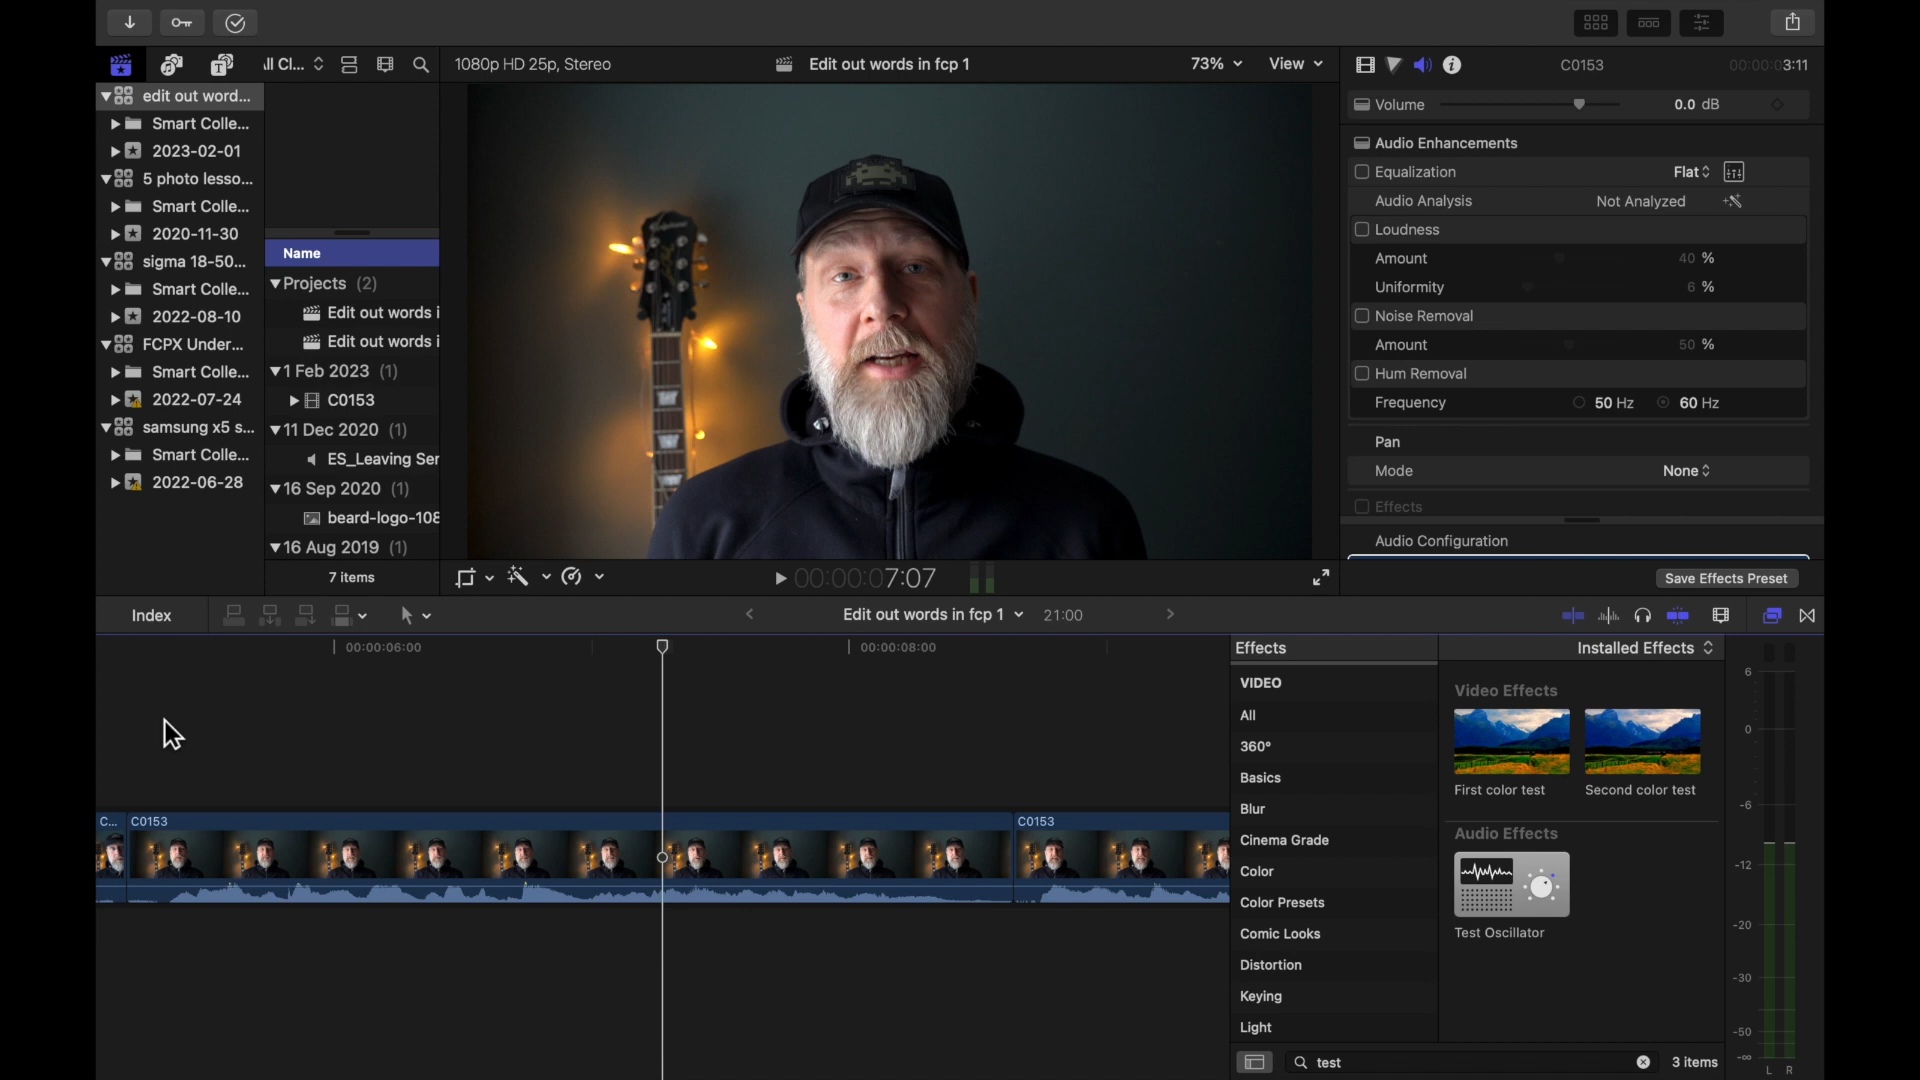 ll Cl...
1080p HD 25p, Stereo
Edit out words in fcp 1
73%
View
C0153
00:00:03:11
edit out word...
Smart Colle...
2023-02-01
5 photo lesso...
Smart Colle...
2020-11-30
sigma 18-50...
Smart Colle...
2022-08-10
FCPX Under...
Smart Colle...
2022-07-24
samsung x5 s...
Smart Colle...
2022-06-28
Name
Projects (2)
Edit out words i
Edit out words i
1 Feb 2023 (1)
C0153
11 Dec 2020 (1)
ES_Leaving Ser
16 Sep 2020 (1)
beard-logo-108
16 Aug 2019 (1)
7 items
Volume 0.0 dB
Audio Enhancements
Equalization Flat
Audio Analysis Not Analyzed
Loudness
Amount 40 %
Uniformity 6 %
Noise Removal
Amount 50 %
Hum Removal
Frequency 50 Hz 60 Hz
Pan
Mode None
Effects
Audio Configuration
Save Effects Preset
00:00:07:07
Index
Edit out words in fcp 1
21:00
00:00:06:00
00:00:08:00
C...
C0153
C0153
Effects
Installed Effects
VIDEO
All
360°
Basics
Blur
Cinema Grade
Color
Color Presets
Comic Looks
Distortion
Keying
Light
Video Effects
First color test
Second color test
Audio Effects
Test Oscillator
test
3 items
6
0
-6
-12
-20
-30
-50
-∞
L R